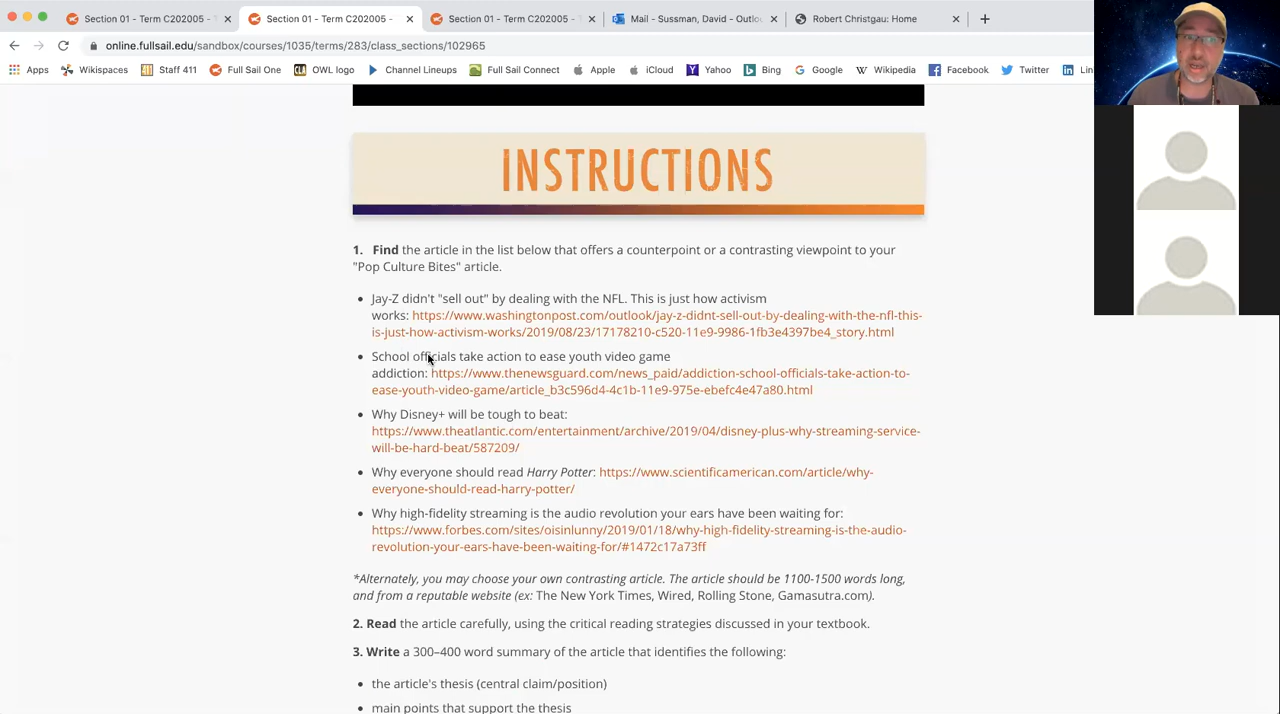 Section 01 - Term C202005 -
Section 01 - Term C202005 -
Section 01 - Term C202005 -
Mail - Sussman, David - Outlo
Robert Christgau: Home
online.fullsail.edu/sandbox/courses/1035/terms/283/class_sections/102965
Apps
Wikispaces
Staff 411
Full Sail One
OWL logo
Channel Lineups
Full Sail Connect
Apple
iCloud
Yahoo
Bing
Google
Wikipedia
Facebook
Twitter
Lin
INSTRUCTIONS
1. Find the article in the list below that offers a counterpoint or a contrasting viewpoint to your
"Pop Culture Bites" article.
• Jay-Z didn't "sell out" by dealing with the NFL. This is just how activism
works: https://www.washingtonpost.com/outlook/jay-z-didnt-sell-out-by-dealing-with-the-nfl-this-
is-just-how-activism-works/2019/08/23/17178210-c520-11e9-9986-1fb3e4397be4_story.html
• School officials take action to ease youth video game
addiction: https://www.thenewsguard.com/news_paid/addiction-school-officials-take-action-to-
ease-youth-video-game/article_b3c596d4-4c1b-11e9-975e-ebefc4e47a80.html
• Why Disney+ will be tough to beat:
https://www.theatlantic.com/entertainment/archive/2019/04/disney-plus-why-streaming-service-
will-be-hard-beat/587209/
• Why everyone should read Harry Potter: https://www.scientificamerican.com/article/why-
everyone-should-read-harry-potter/
• Why high-fidelity streaming is the audio revolution your ears have been waiting for:
https://www.forbes.com/sites/oisinlunny/2019/01/18/why-high-fidelity-streaming-is-the-audio-
revolution-your-ears-have-been-waiting-for/#1472c17a73ff
*Alternately, you may choose your own contrasting article. The article should be 1100-1500 words long,
and from a reputable website (ex: The New York Times, Wired, Rolling Stone, Gamasutra.com).
2. Read the article carefully, using the critical reading strategies discussed in your textbook.
3. Write a 300–400 word summary of the article that identifies the following:
• the article's thesis (central claim/position)
• main points that support the thesis